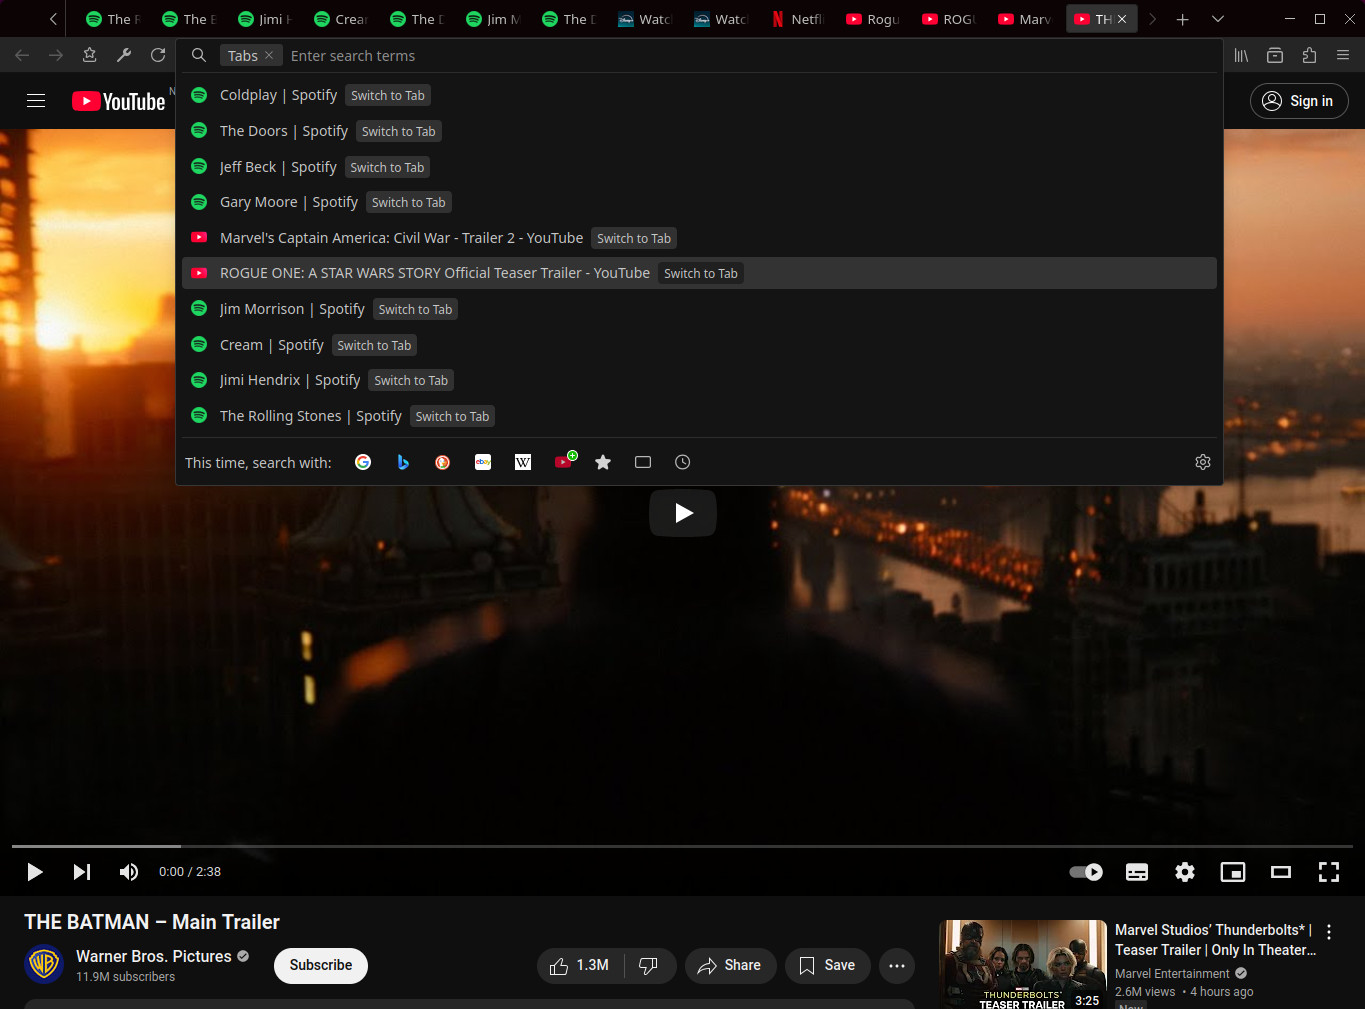 The R
The E
Jimi H
Crear
The D
Jim M
The D
Watc
Watc
Netfli
Rogu
ROGU
Marv
TH
Tabs
Enter search terms
Coldplay | Spotify Switch to Tab
The Doors | Spotify Switch to Tab
Jeff Beck | Spotify Switch to Tab
Gary Moore | Spotify Switch to Tab
Marvel's Captain America: Civil War - Trailer 2 - YouTube Switch to Tab
ROGUE ONE: A STAR WARS STORY Official Teaser Trailer - YouTube Switch to Tab
Jim Morrison | Spotify Switch to Tab
Cream | Spotify Switch to Tab
Jimi Hendrix | Spotify Switch to Tab
The Rolling Stones | Spotify Switch to Tab
This time, search with:
YouTube
Sign in
0:00 / 2:38
THE BATMAN – Main Trailer
Warner Bros. Pictures
11.9M subscribers
Subscribe
1.3M
Share
Save
THUNDERBOLTS*
TEASER TRAILER
3:25
Marvel Studios' Thunderbolts* |
Teaser Trailer | Only In Theater...
Marvel Entertainment
2.6M views • 4 hours ago
New